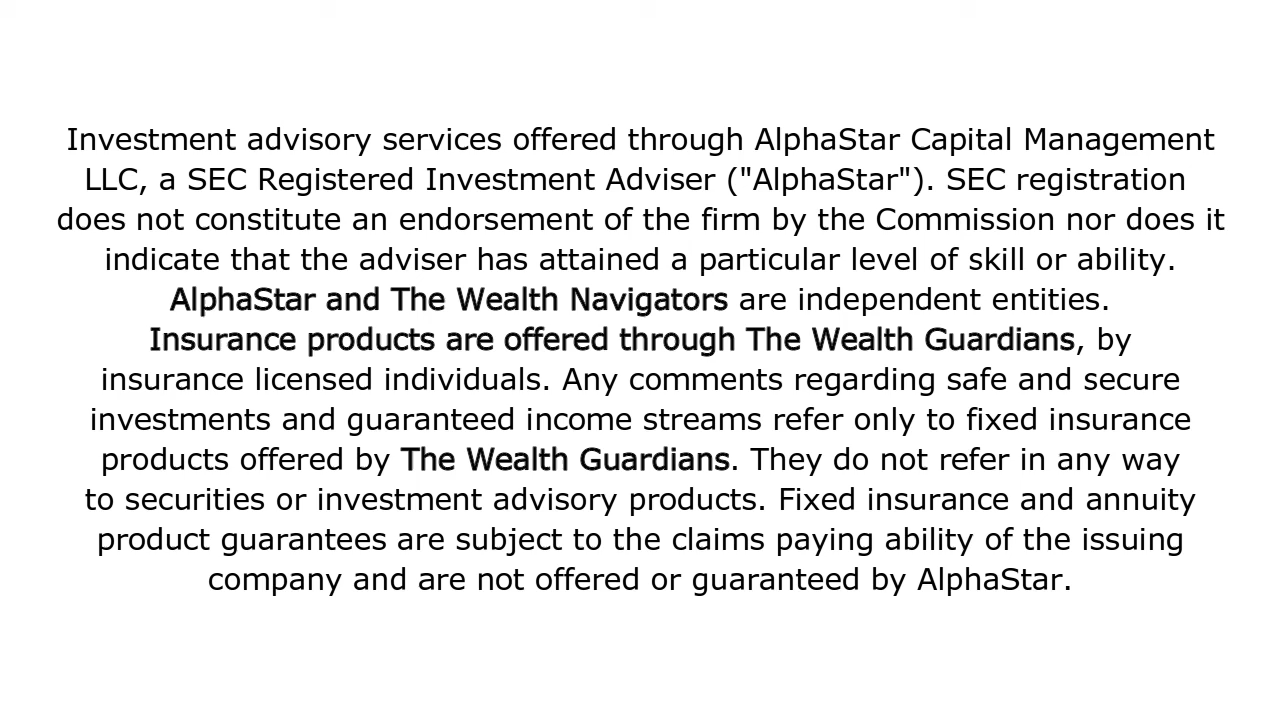 Investment advisory services offered through AlphaStar Capital Management
LLC, a SEC Registered Investment Adviser ("AlphaStar"). SEC registration
does not constitute an endorsement of the firm by the Commission nor does it
indicate that the adviser has attained a particular level of skill or ability.
AlphaStar and The Wealth Navigators are independent entities.
Insurance products are offered through The Wealth Guardians, by
insurance licensed individuals. Any comments regarding safe and secure
investments and guaranteed income streams refer only to fixed insurance
products offered by The Wealth Guardians. They do not refer in any way
to securities or investment advisory products. Fixed insurance and annuity
product guarantees are subject to the claims paying ability of the issuing
company and are not offered or guaranteed by AlphaStar.